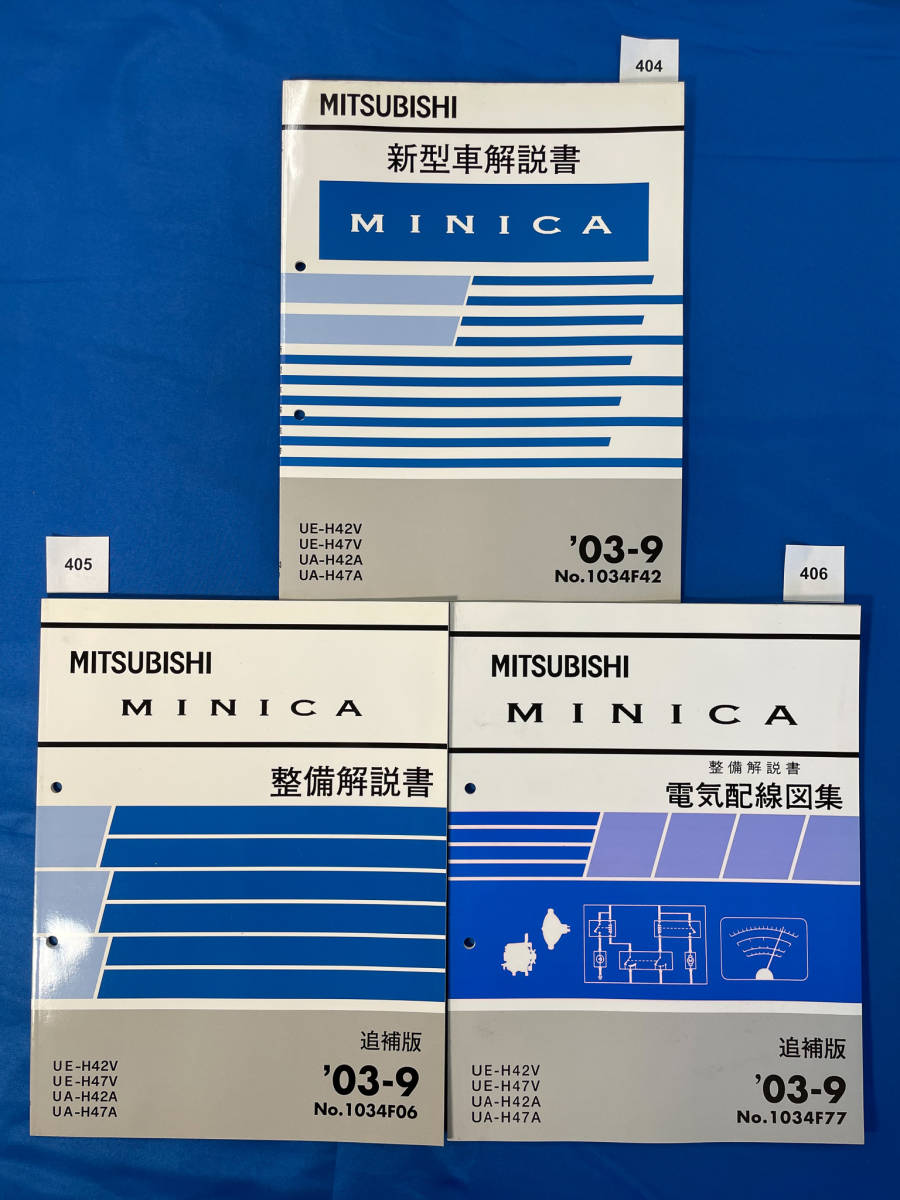 404
MITSUBISHI
新型車解説書
MINICA
UE-H42V
UE-H47V
UA-H42A
UA-H47A
'03-9
No.1034F42
405
MITSUBISHI
MINICA
整備解説書
追補版
UE-H42V
UE-H47V
UA-H42A
UA-H47A
'03-9
No.1034F06
406
MITSUBISHI
MINICA
整備解説書
電気配線図集
追補版
UE-H42V
UE-H47V
UA-H42A
UA-H47A
'03-9
No.1034F77